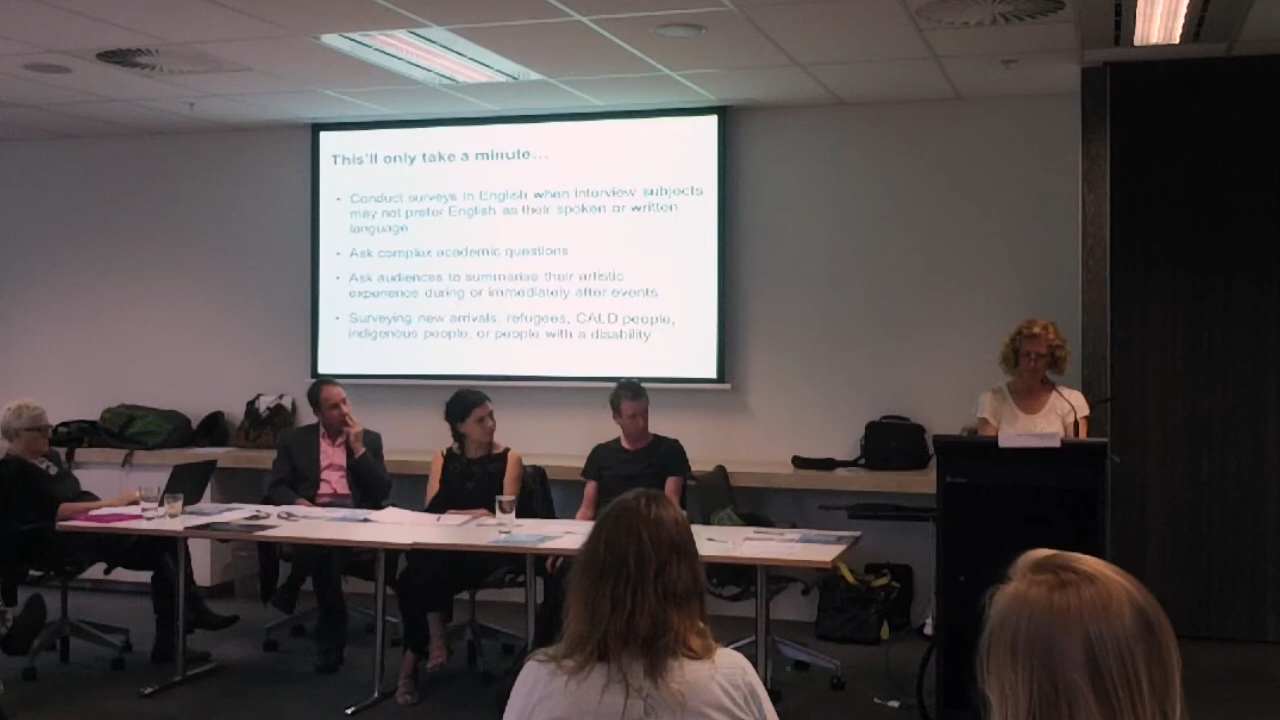 This'll only take a minute...
• Conduct surveys in English when interview subjects
may not prefer English as their spoken or written
language
• Ask complex academic questions
• Ask audiences to summarise their artistic
experience during or immediately after events
• Surveying new arrivals, refugees, CALD people,
indigenous people, or people with a disability